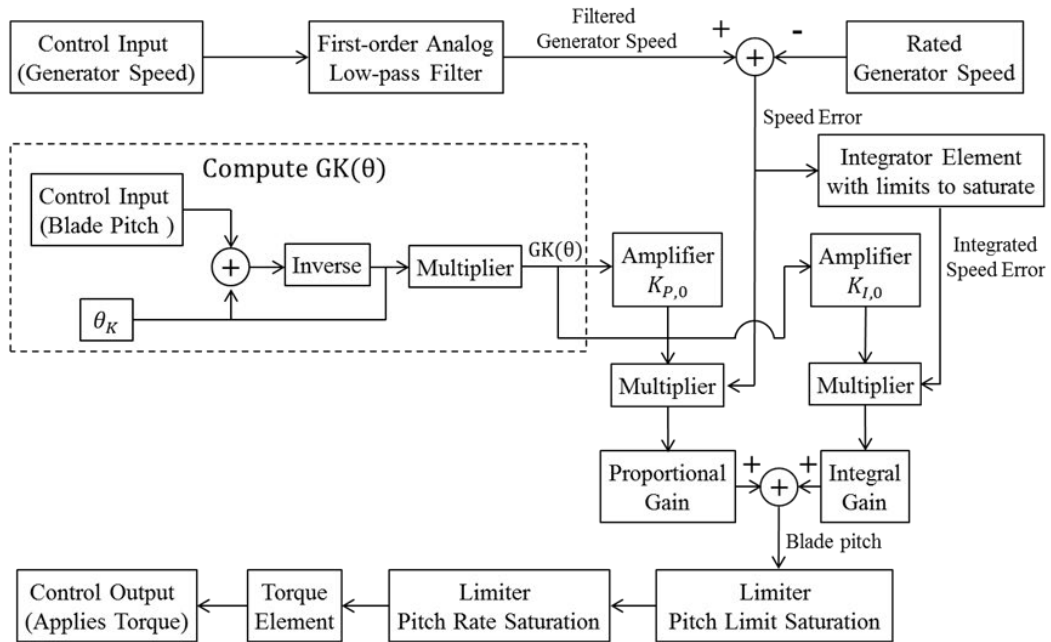 Control Input
(Generator Speed)
First-order Analog
Low-pass Filter
Filtered
Generator Speed
+
-
+
Rated
Generator Speed
Speed Error
Integrator Element
with limits to saturate
Compute GK(θ)
Control Input
(Blade Pitch )
+
Inverse
Multiplier
GK(θ)
θ_K
Amplifier
K_{P,0}
Amplifier
K_{I,0}
Integrated
Speed Error
Multiplier
Multiplier
Proportional
Gain
+
+
+
Integral
Gain
Blade pitch
Control Output
(Applies Torque)
Torque
Element
Limiter
Pitch Rate Saturation
Limiter
Pitch Limit Saturation